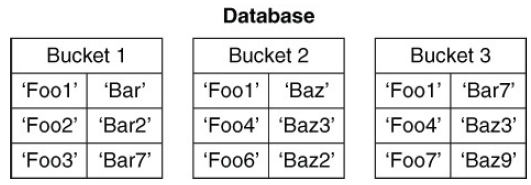 Database
Bucket 1 Bucket 2 Bucket 3
‘Foo1’ ‘Bar’ ‘Foo1’ ‘Baz’ ‘Foo1’ ‘Bar7’
‘Foo2’ ‘Bar2’ ‘Foo4’ ‘Baz3’ ‘Foo4’ ‘Baz3’
‘Foo3’ ‘Bar7’ ‘Foo6’ ‘Baz2’ ‘Foo7’ ‘Baz9’